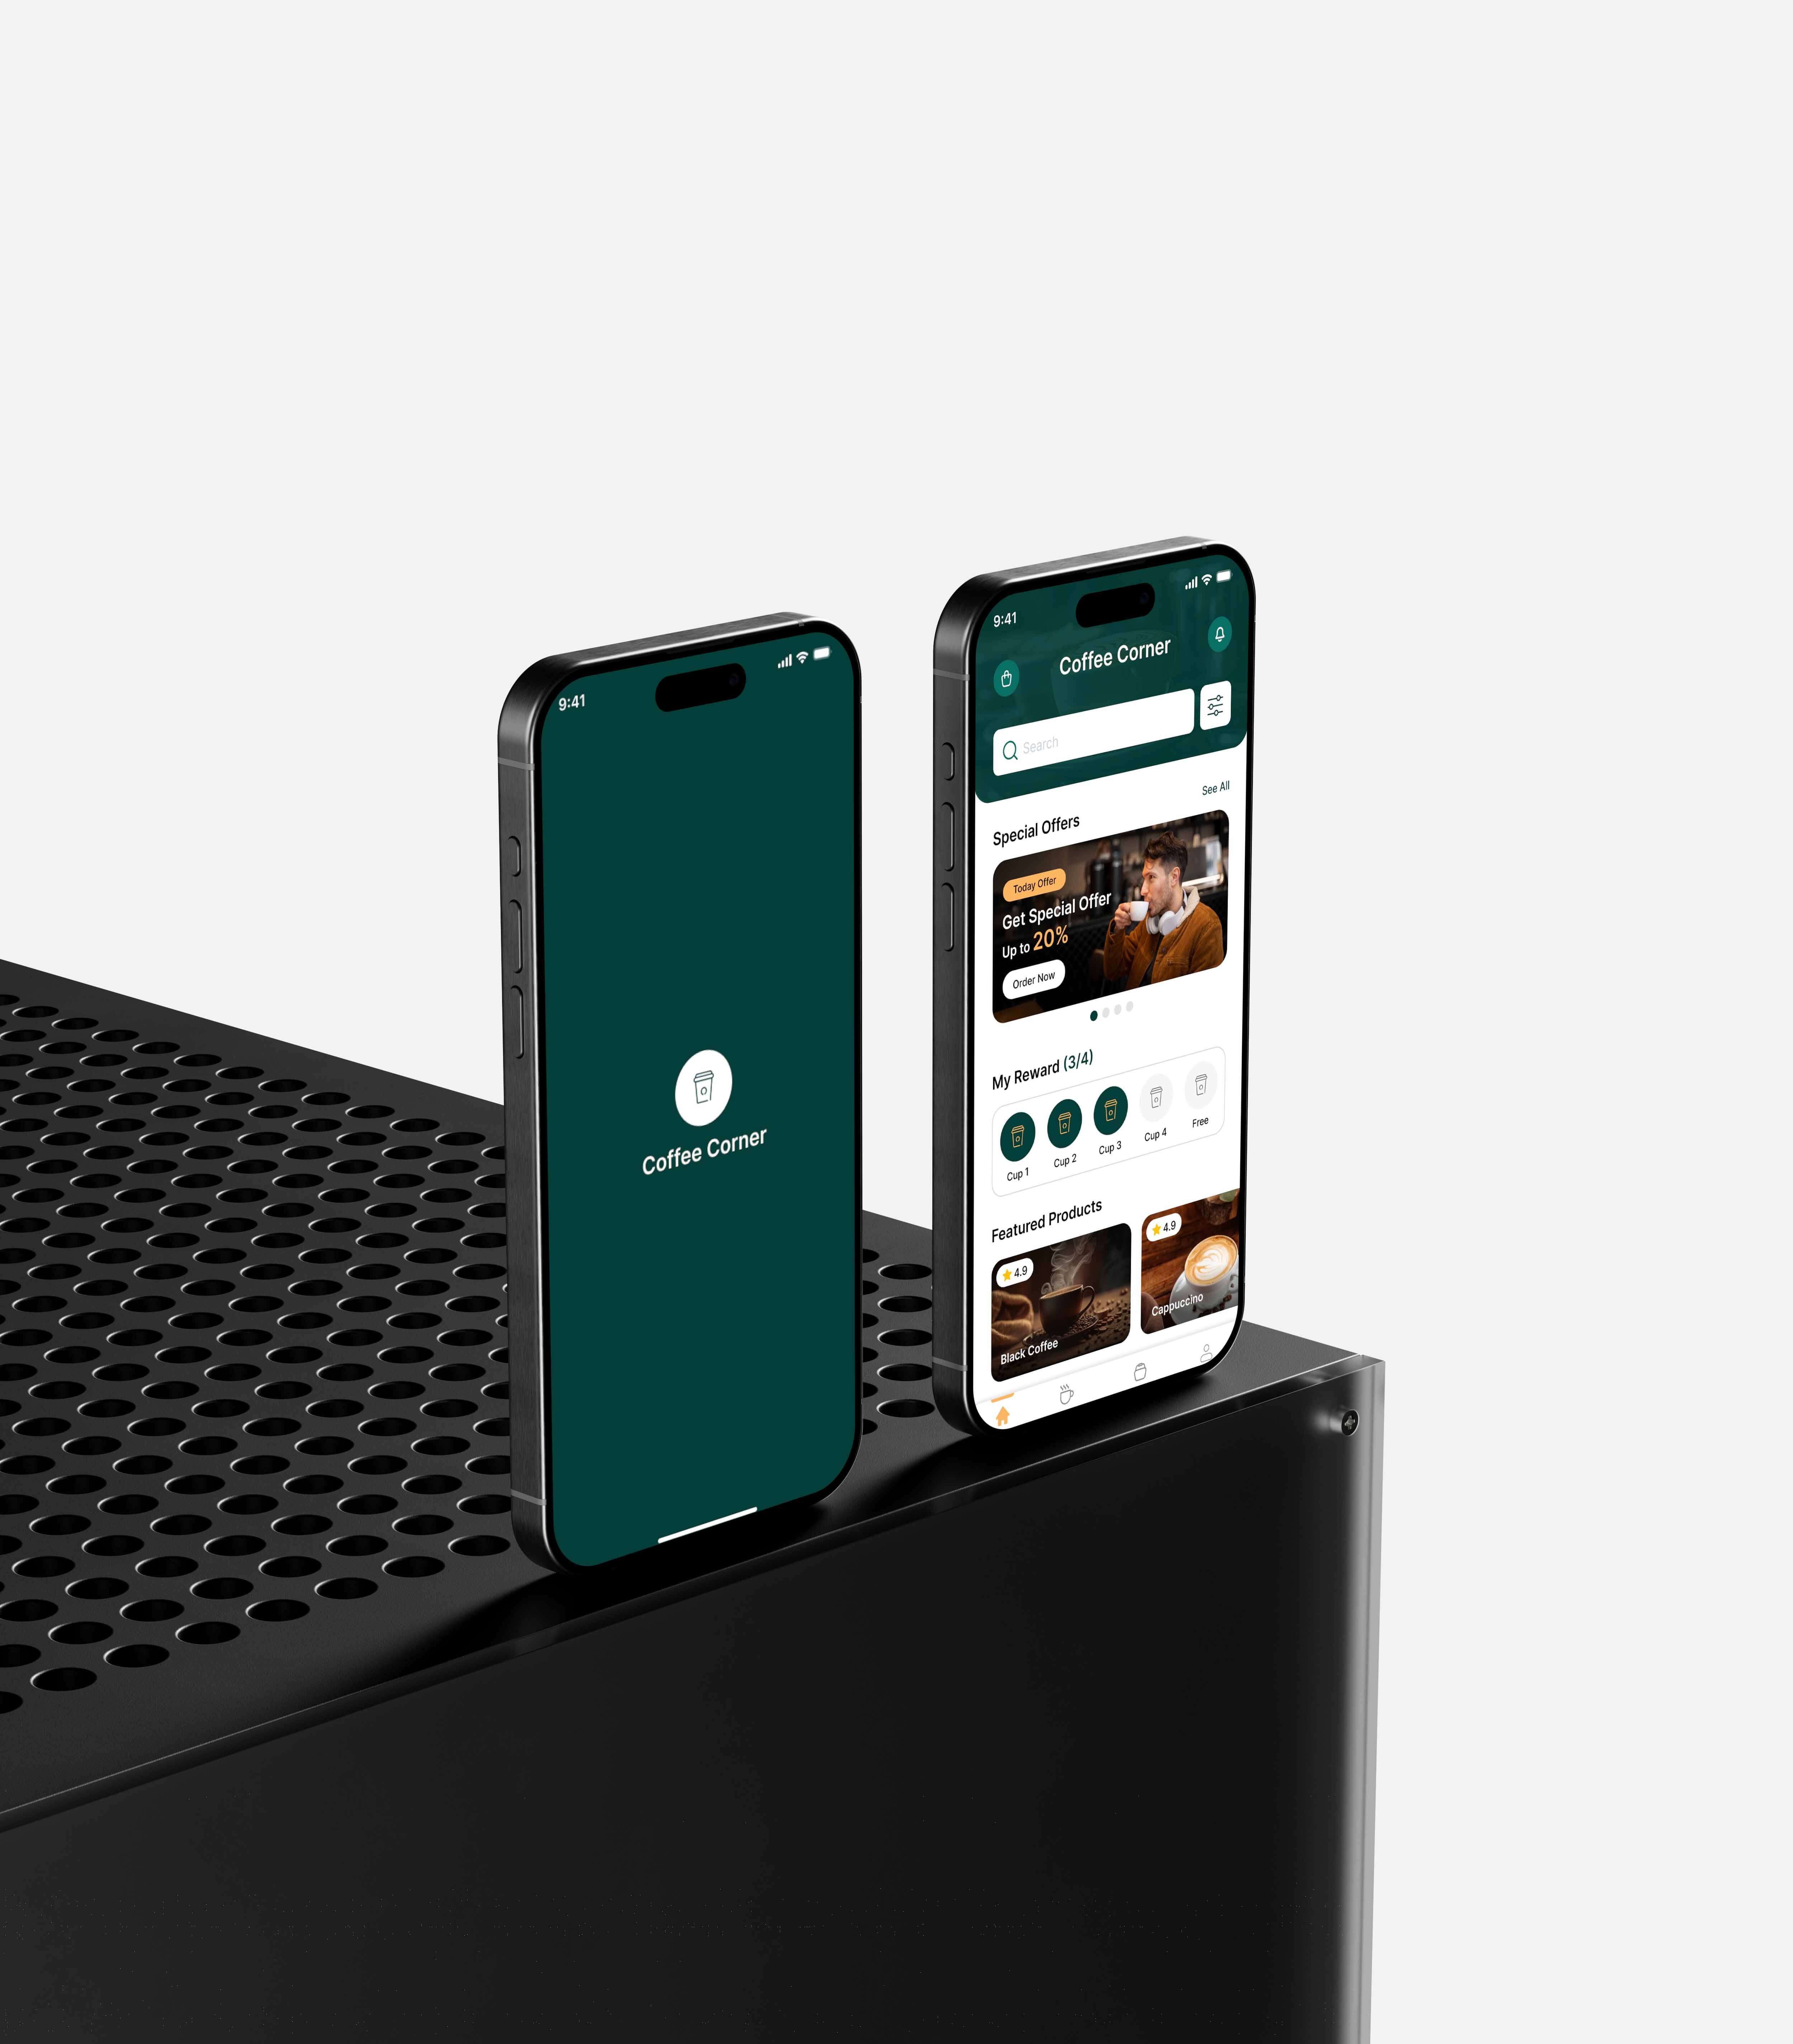 9:41
Coffee Corner
9:41
Coffee Corner
Search
See All
Special Offers
Today Offer
Get Special Offer
Up to 20%
Order Now
My Reward (3/4)
Cup 1
Cup 2
Cup 3
Cup 4
Free
Featured Products
4.9
Black Coffee
4.9
Cappuccino